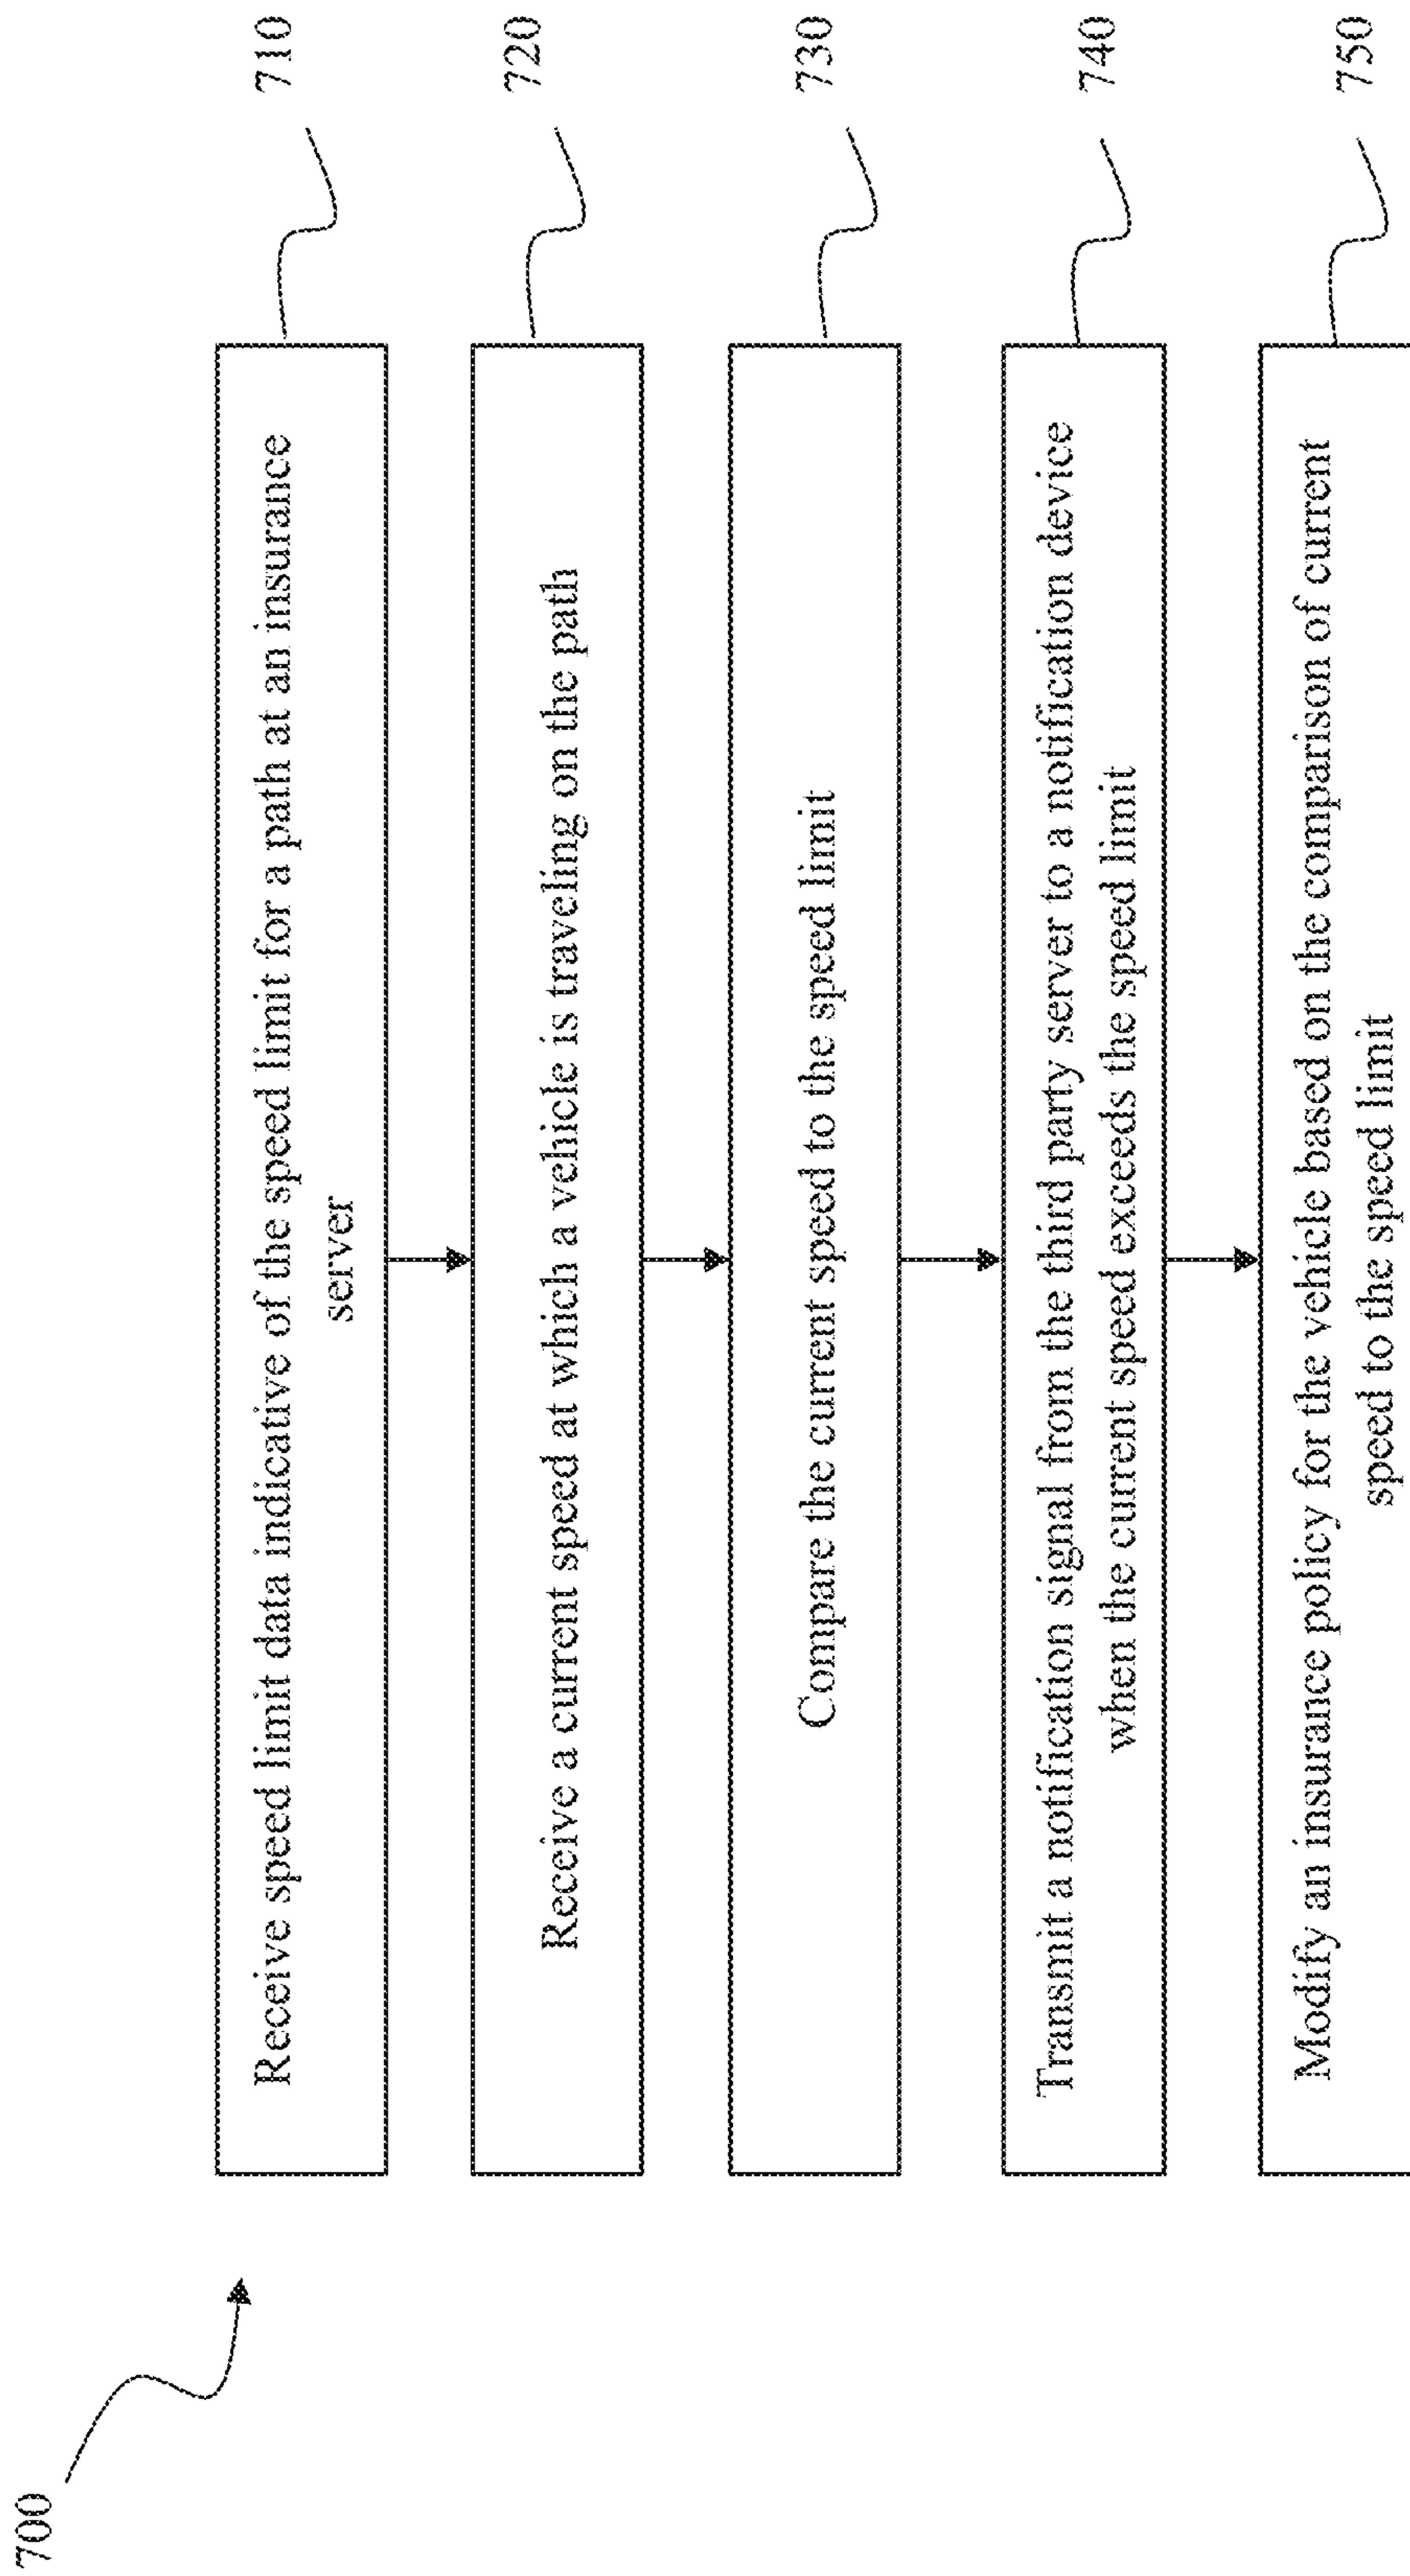 700
710
Receive speed limit data indicative of the speed limit for a path at an insurance
server
720
Receive a current speed at which a vehicle is traveling on the path
730
Compare the current speed to the speed limit
740
Transmit a notification signal from the third party server to a notification device
when the current speed exceeds the speed limit
750
Modify an insurance policy for the vehicle based on the comparison of current
speed to the speed limit